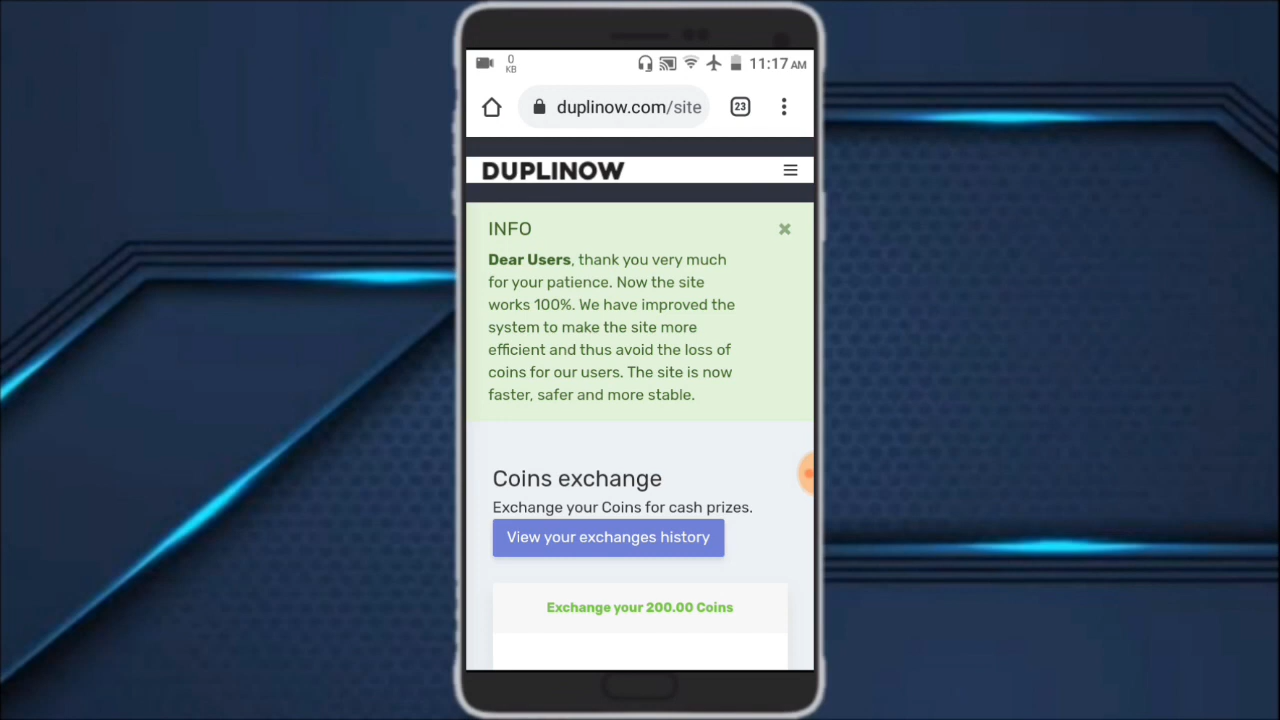 0
KB
11:17 AM
duplinow.com/site
23
DUPLINOW
INFO
Dear Users, thank you very much
for your patience. Now the site
works 100%. We have improved the
system to make the site more
efficient and thus avoid the loss of
coins for our users. The site is now
faster, safer and more stable.
Coins exchange
Exchange your Coins for cash prizes.
View your exchanges history
Exchange your 200.00 Coins